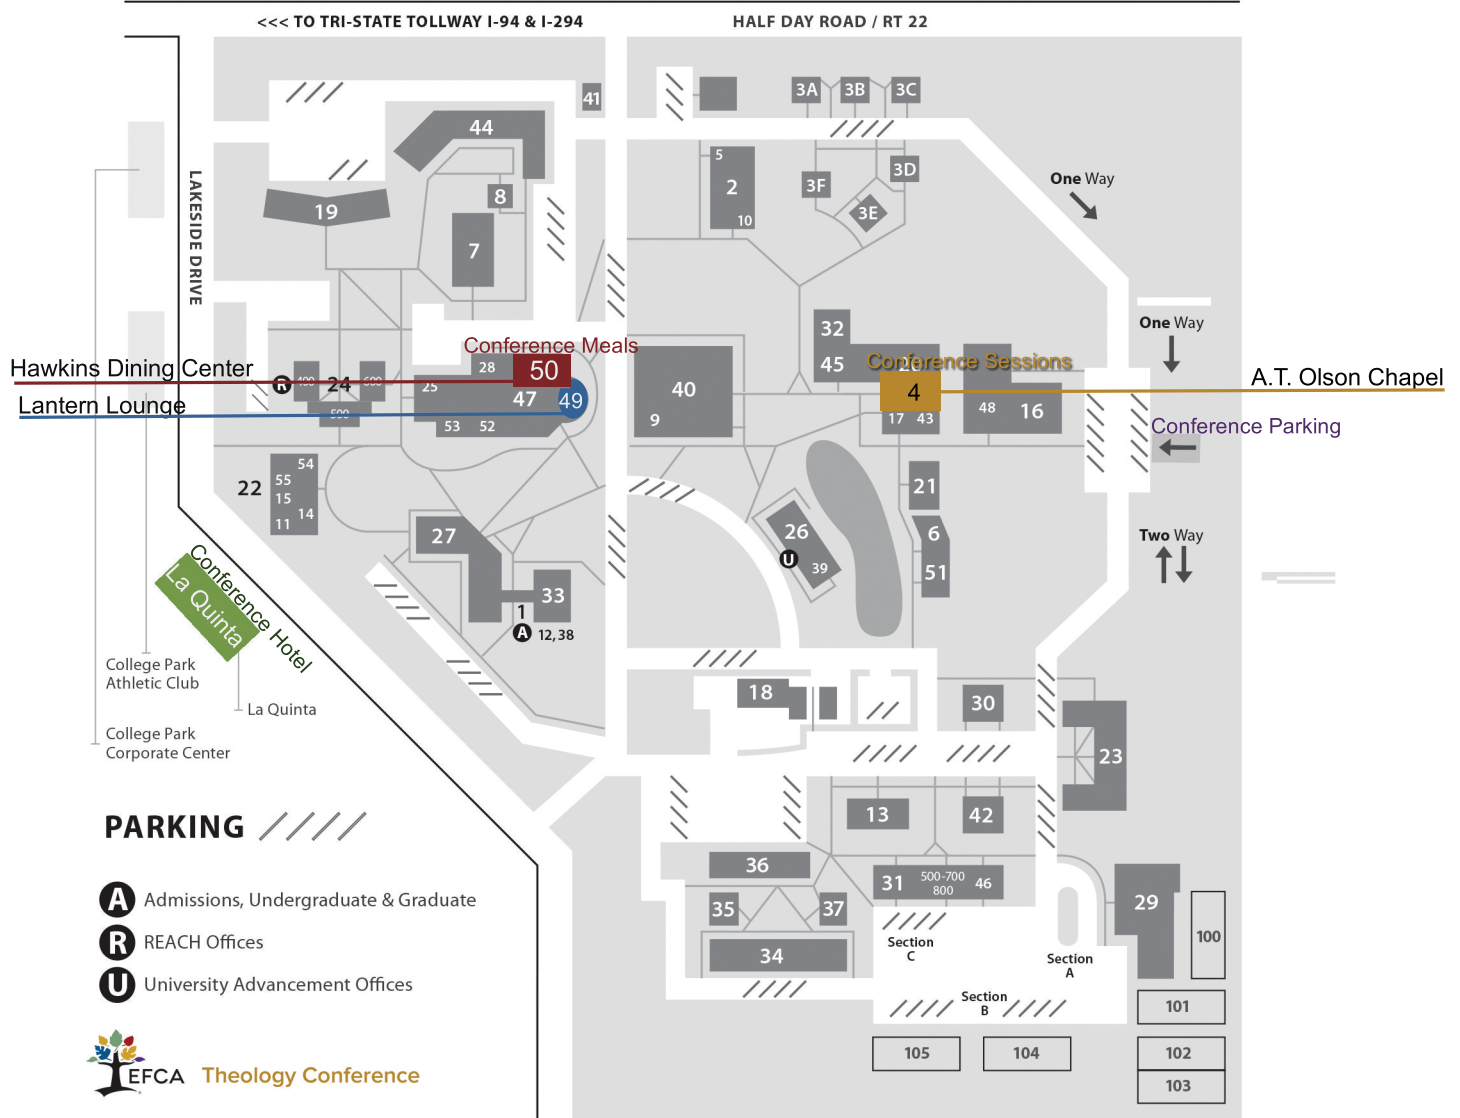 <<< TO TRI-STATE TOLLWAY I-94 & I-294
HALF DAY ROAD / RT 22
41
3A
3B
3C
44
5
2
10
3D
3F
3E
One Way
LAKESIDE DRIVE
19
8
7
One Way
32
45
Conference Meals
Conference Sessions
Hawkins Dining Center
Lantern Lounge
R
24
600
500
28
50
25
47
49
53
52
40
9
4
17
43
48
16
A.T. Olson Chapel
Conference Parking
22
54
55
15
14
11
21
27
26
U
39
6
51
Two Way
33
1
A
12, 38
La Quinta
Conference Hotel
College Park
Athletic Club
La Quinta
College Park
Corporate Center
18
30
23
13
42
36
31
500-700
800
46
35
37
34
29
100
Section
C
Section
A
Section
B
101
102
103
104
105
PARKING
A Admissions, Undergraduate & Graduate
R REACH Offices
U University Advancement Offices
EFCA Theology Conference